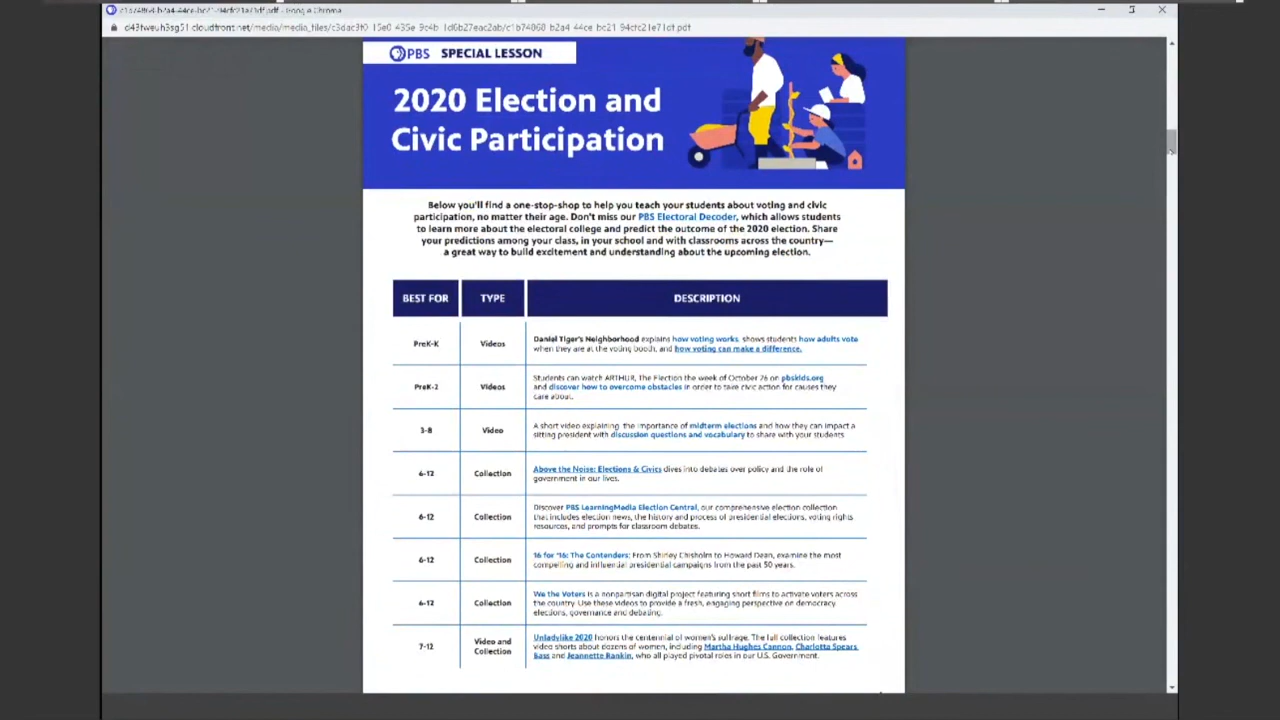 PBS SPECIAL LESSON
2020 Election and
Civic Participation
Below you'll find a one-stop-shop to help you teach your students about voting and civic
participation, no matter their age. Don't miss our PBS Electoral Decoder, which allows students
to learn more about the electoral college and predict the outcome of the 2020 election. Share
your predictions among your class, in your school and with classrooms across the country—
a great way to build excitement and understanding about the upcoming election.
BEST FOR TYPE DESCRIPTION
PreK-K Videos Daniel Tiger's Neighborhood explains how voting works, shows students how adults vote
when they are at the voting booth, and how voting can make a difference.
PreK-2 Videos Students can watch ARTHUR, The Election the week of October 26 on pbskids.org
and discover how to overcome obstacles in order to take civic action for causes they
care about.
3-8 Video A short video explaining the importance of midterm elections and how they can impact a
sitting president with discussion questions and vocabulary to share with your students
6-12 Collection Above the Noise: Elections & Civics dives into debates over policy and the role of
government in our lives.
6-12 Collection Discover PBS LearningMedia Election Central, our comprehensive election collection
that includes election news, the history and process of presidential elections, voting rights
resources, and prompts for classroom debates.
6-12 Collection 16 for '16: The Contenders: From Shirley Chisholm to Howard Dean, examine the most
compelling and influential presidential campaigns from the past 50 years.
6-12 Collection We the Voters is a nonpartisan digital project featuring short films to activate voters across
the country. Use these videos to provide a fresh, engaging perspective on democracy,
elections, governance and debating.
7-12 Video and Collection Unladylike 2020 honors the centennial of women's suffrage. The full collection features
video shorts about dozens of women, including Martha Hughes Cannon, Charlotta Spears
Bass and Jeannette Rankin, who all played pivotal roles in our U.S. Government.